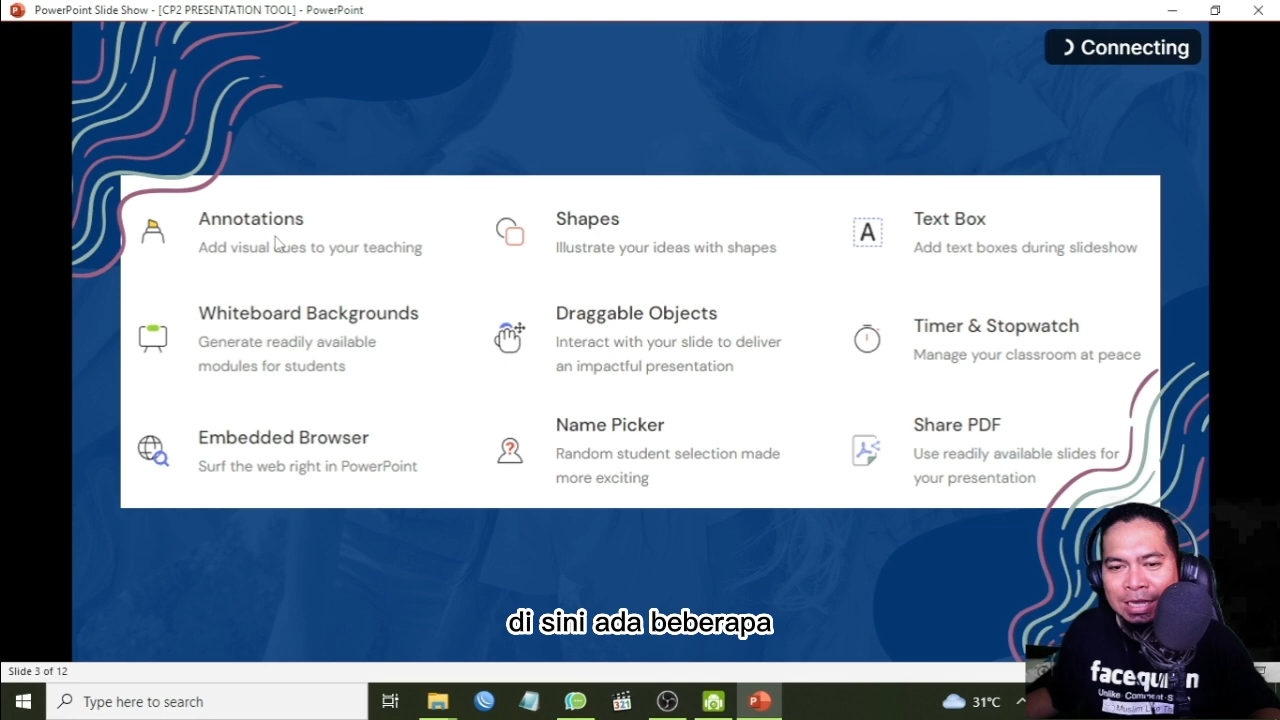 PowerPoint Slide Show - [CP2 PRESENTATION TOOL] - PowerPoint
Connecting
Annotations
Add visual cues to your teaching
Shapes
Illustrate your ideas with shapes
A
Text Box
Add text boxes during slideshow
Whiteboard Backgrounds
Generate readily available
modules for students
Draggable Objects
Interact with your slide to deliver
an impactful presentation
Timer & Stopwatch
Manage your classroom at peace
Embedded Browser
Surf the web right in PowerPoint
?
Name Picker
Random student selection made
more exciting
Share PDF
Use readily available slides for
your presentation
di sini ada beberapa
Slide 3 of 12
Type here to search
321
31°C
Muslim